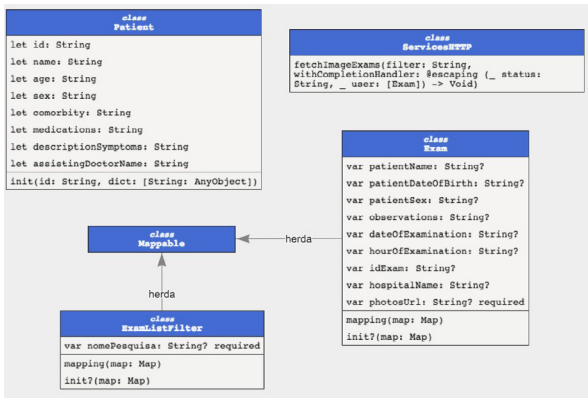 class
Patient
let id: String
let name: String
let age: String
let sex: String
let comorbity: String
let medications: String
let descriptionSymptoms: String
let assistingDoctorName: String
init(id: String, dict: [String: AnyObject])
class
ServicesHTTP
fetchImageExams(filter: String,
withCompletionHandler: @escaping (_ status:
String, _ user: [Exam]) -> Void)
class
Exam
var patientName: String?
var patientDateOfBirth: String?
var patientSex: String?
var observations: String?
var dateOfExamination: String?
var hourOfExamination: String?
var idExam: String?
var hospitalName: String?
var photosUrl: String? required
mapping(map: Map)
init?(map: Map)
class
Mappable
herda
herda
class
ExamListFilter
var nomePesquisa: String? required
mapping(map: Map)
init?(map: Map)